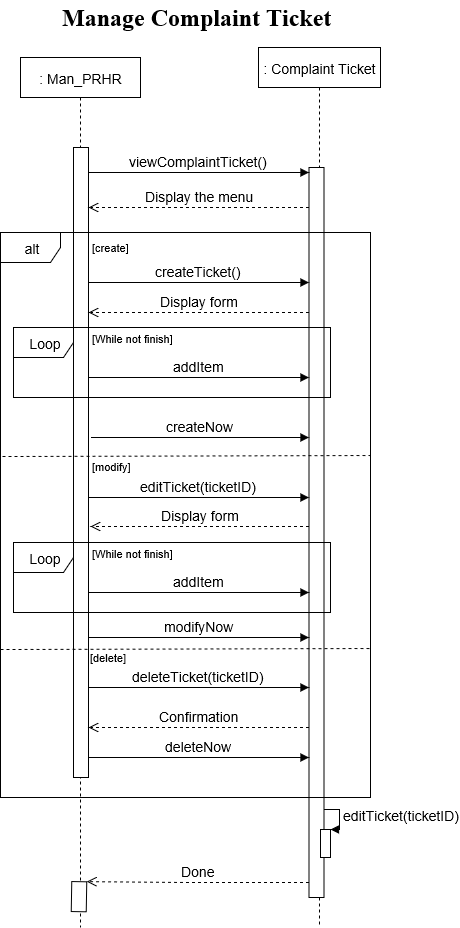 Manage Complaint Ticket
: Man_PRHR
: Complaint Ticket
viewComplaintTicket()
Display the menu
alt
[create]
createTicket()
Display form
Loop
[While not finish]
addItem
createNow
[modify]
editTicket(ticketID)
Display form
Loop
[While not finish]
addItem
modifyNow
[delete]
deleteTicket(ticketID)
Confirmation
deleteNow
editTicket(ticketID)
Done